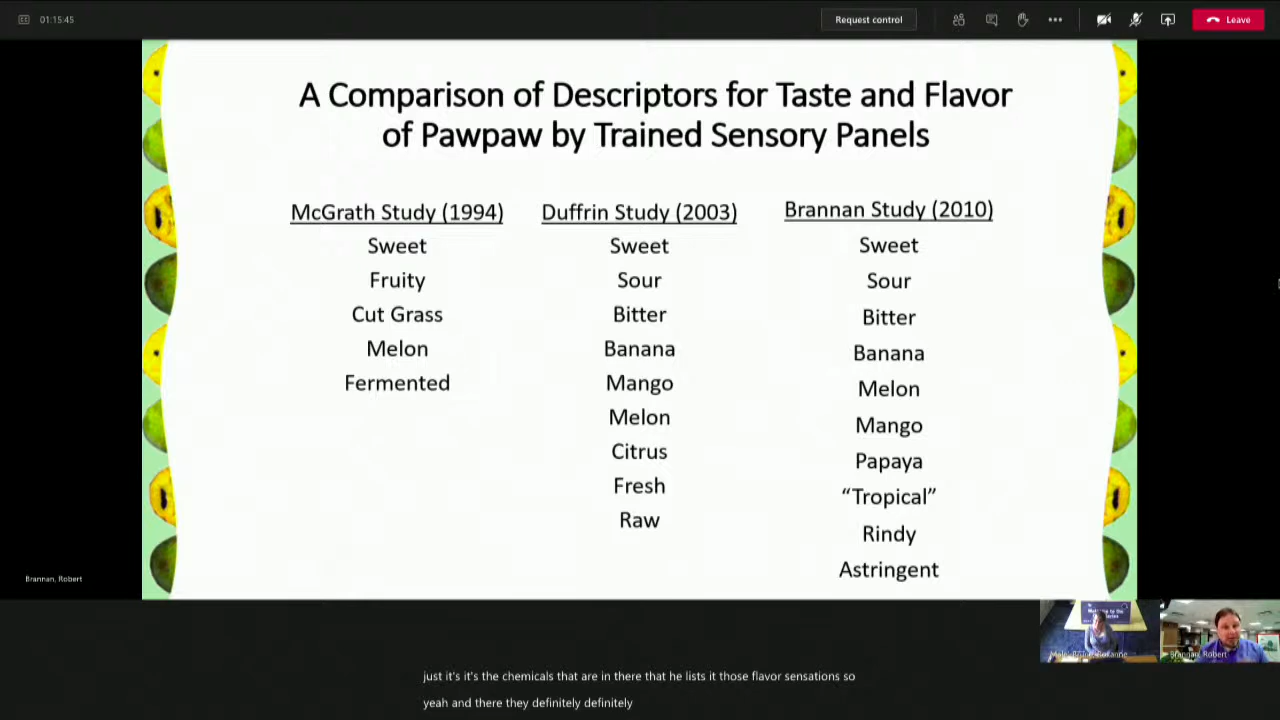 01:15:45
Request control
Leave
A Comparison of Descriptors for Taste and Flavor
of Pawpaw by Trained Sensory Panels
McGrath Study (1994)
Sweet
Fruity
Cut Grass
Melon
Fermented
Duffrin Study (2003)
Sweet
Sour
Bitter
Banana
Mango
Melon
Citrus
Fresh
Raw
Brannan Study (2010)
Sweet
Sour
Bitter
Banana
Melon
Mango
Papaya
“Tropical”
Rindy
Astringent
Brannan, Robert
Brannan, Robert
just it's it's the chemicals that are in there that he lists it those flavor sensations so
yeah and there they definitely definitely